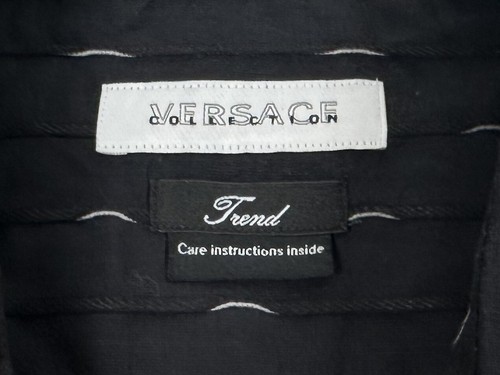 VERSACE
COLLECTION
Trend
Care instructions inside